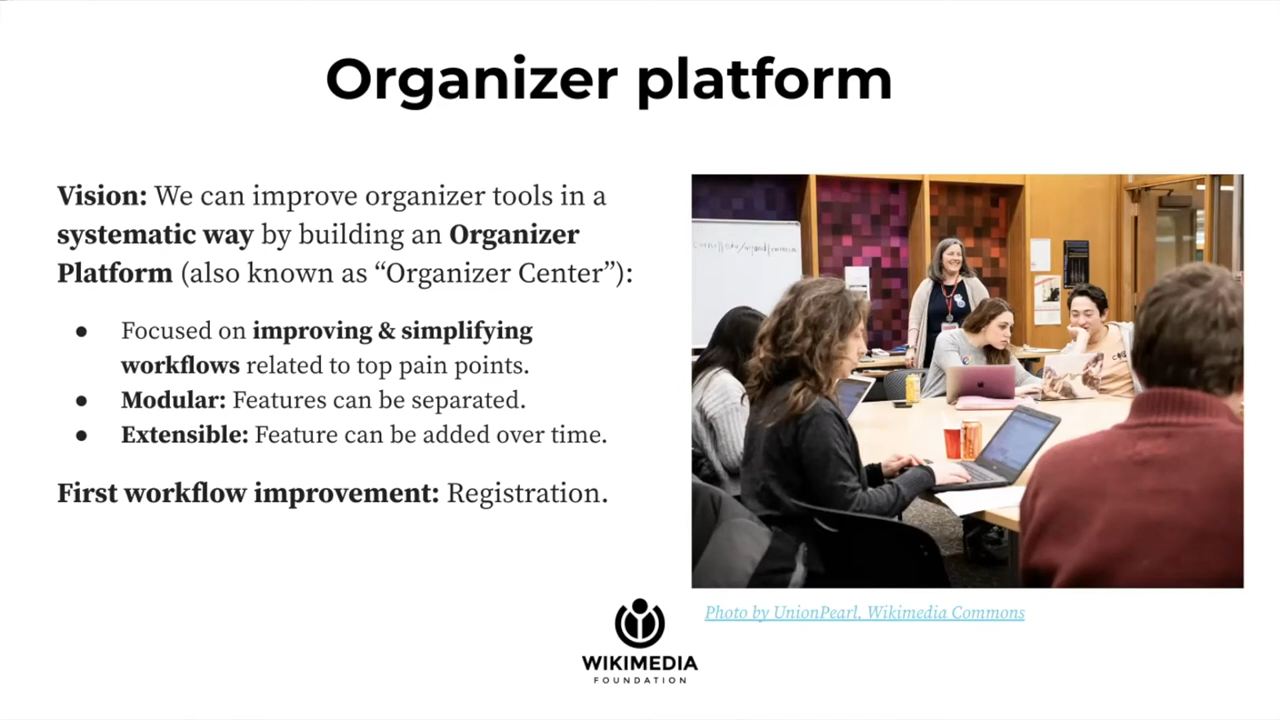 Organizer platform
Vision: We can improve organizer tools in a
systematic way by building an Organizer
Platform (also known as “Organizer Center”):
● Focused on improving & simplifying
workflows related to top pain points.
● Modular: Features can be separated.
● Extensible: Feature can be added over time.
First workflow improvement: Registration.
Photo by UnionPearl, Wikimedia Commons
WIKIMEDIA
FOUNDATION